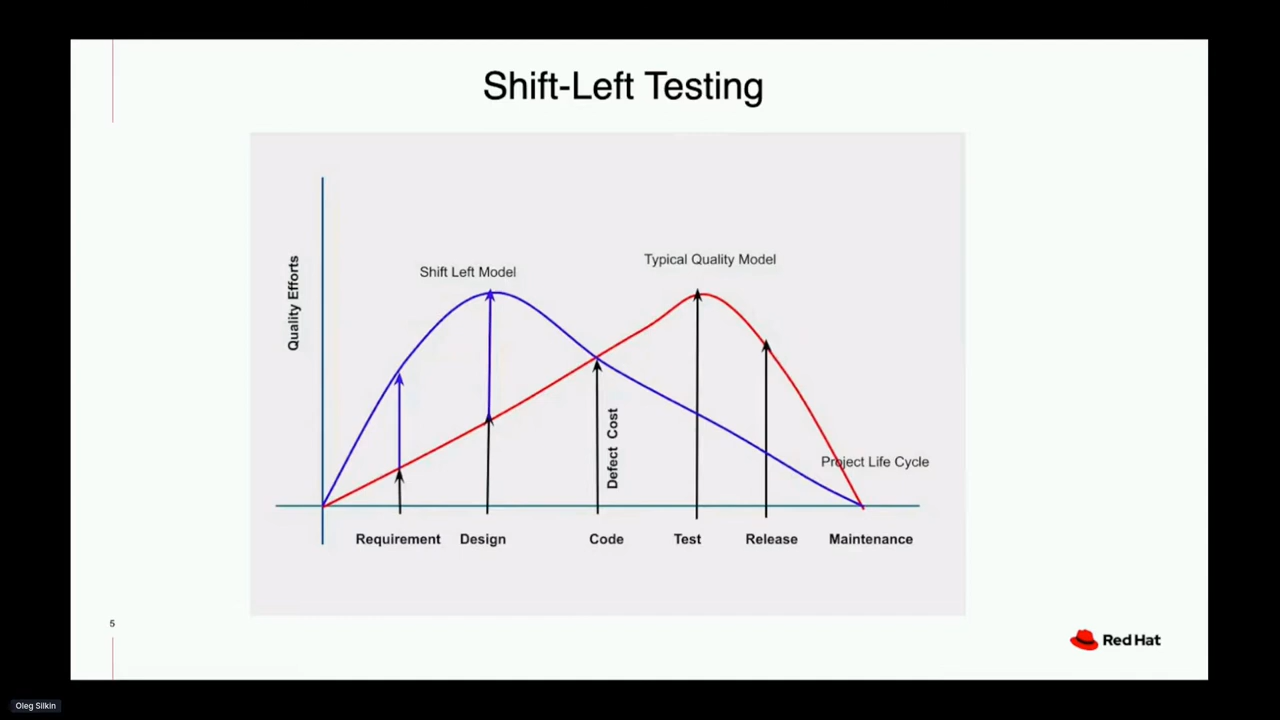 Shift-Left Testing
Typical Quality Model
Shift Left Model
Quality Efforts
Defect Cost
Project Life Cycle
Requirement Design Code Test Release Maintenance
5
Red Hat
Oleg Silkin